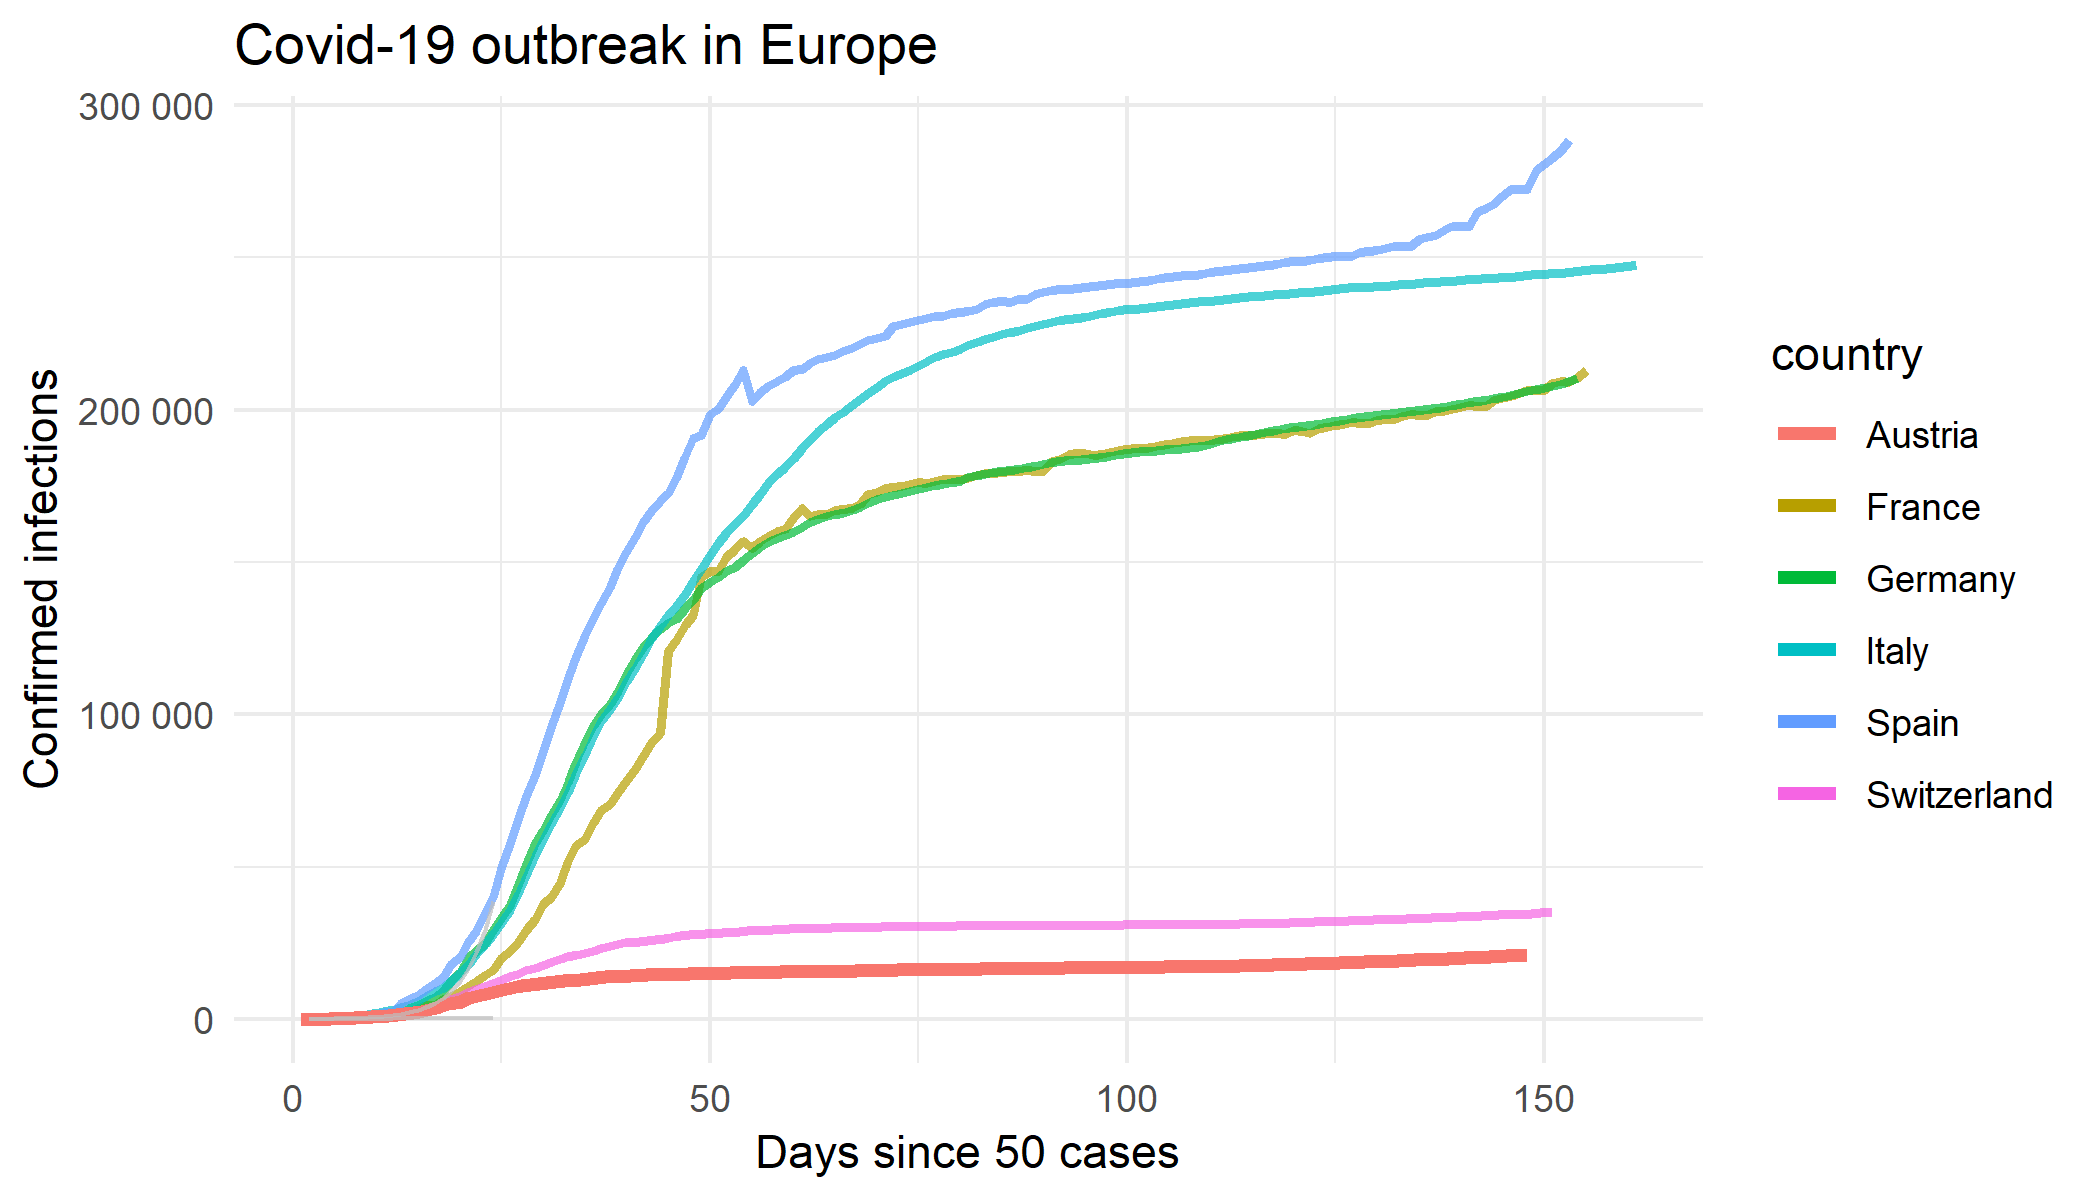 Covid-19 outbreak in Europe
300 000
200 000
100 000
0
Confirmed infections
0 50 100 150
Days since 50 cases
country
Austria
France
Germany
Italy
Spain
Switzerland